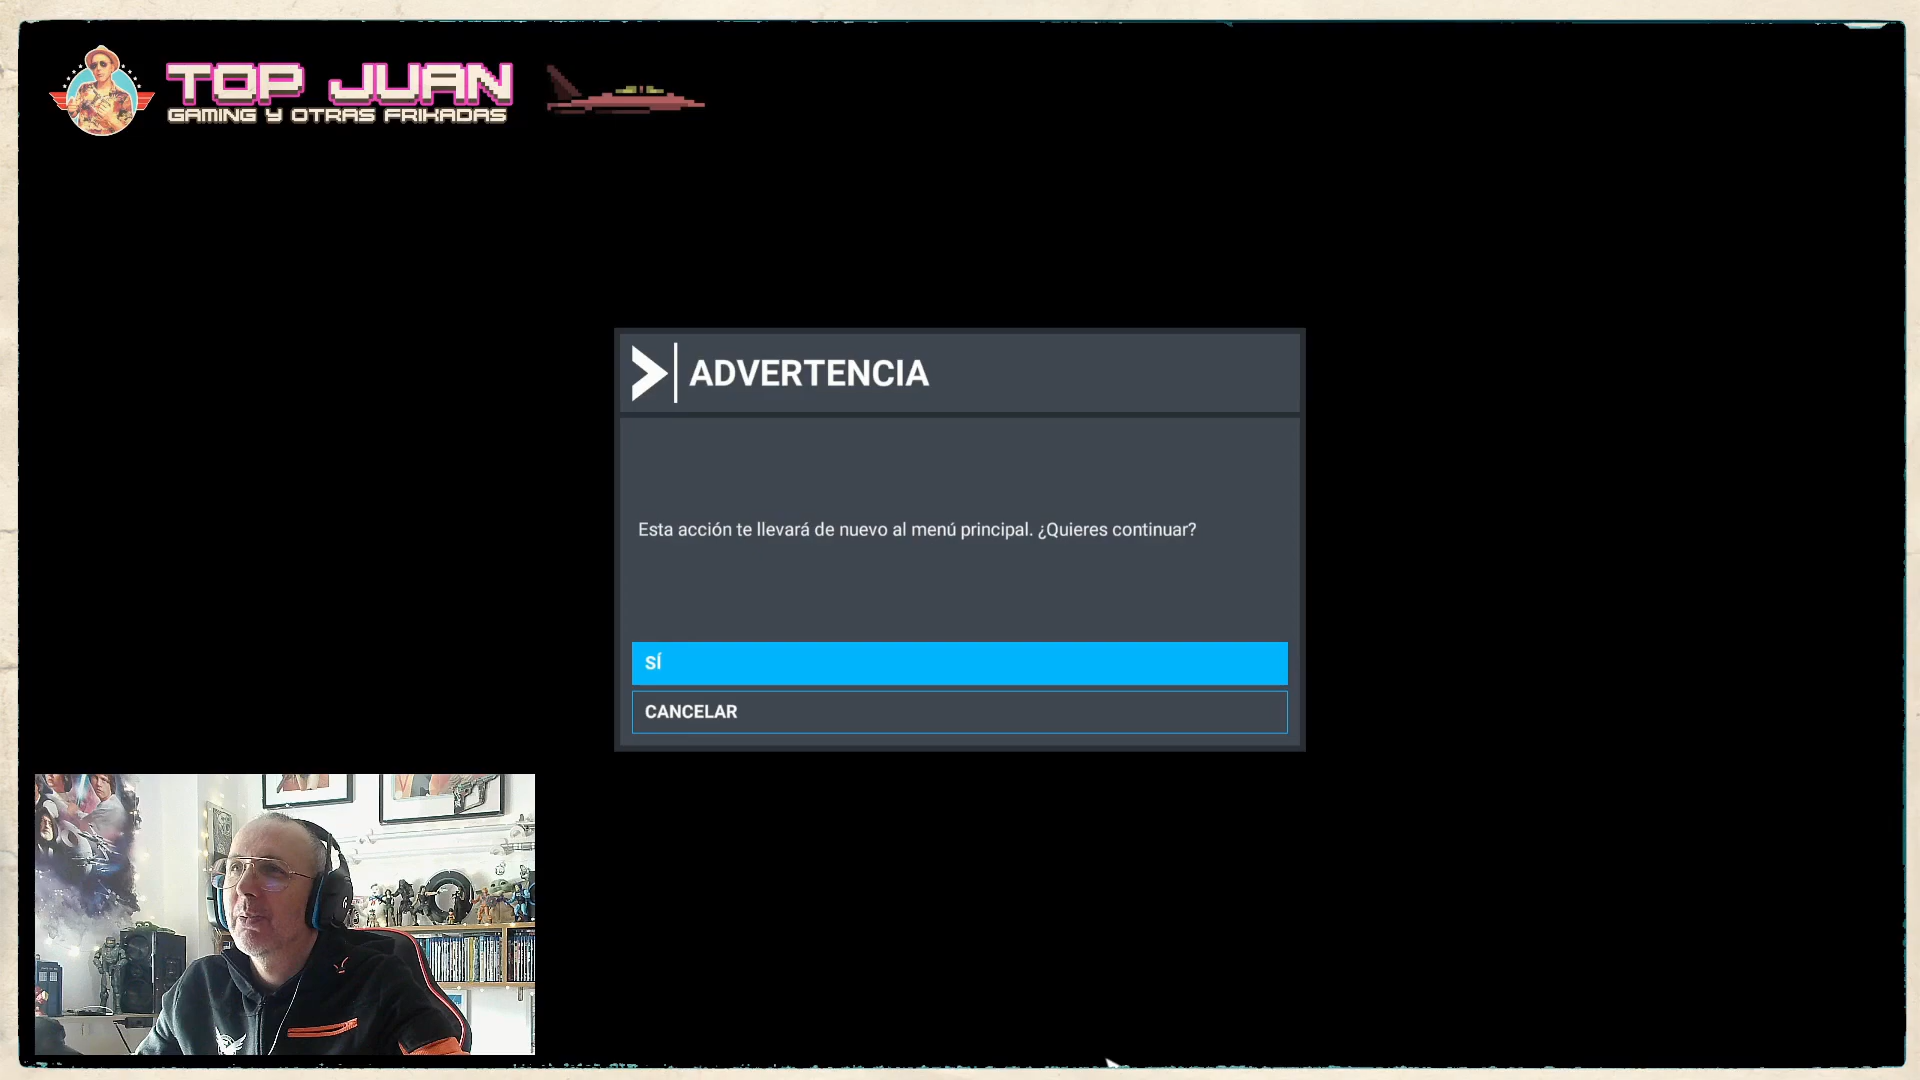 TOP JUAN
GAMING Y OTRAS FRIKADAS
ADVERTENCIA
Esta acción te llevará de nuevo al menú principal. ¿Quieres continuar?
SÍ
CANCELAR